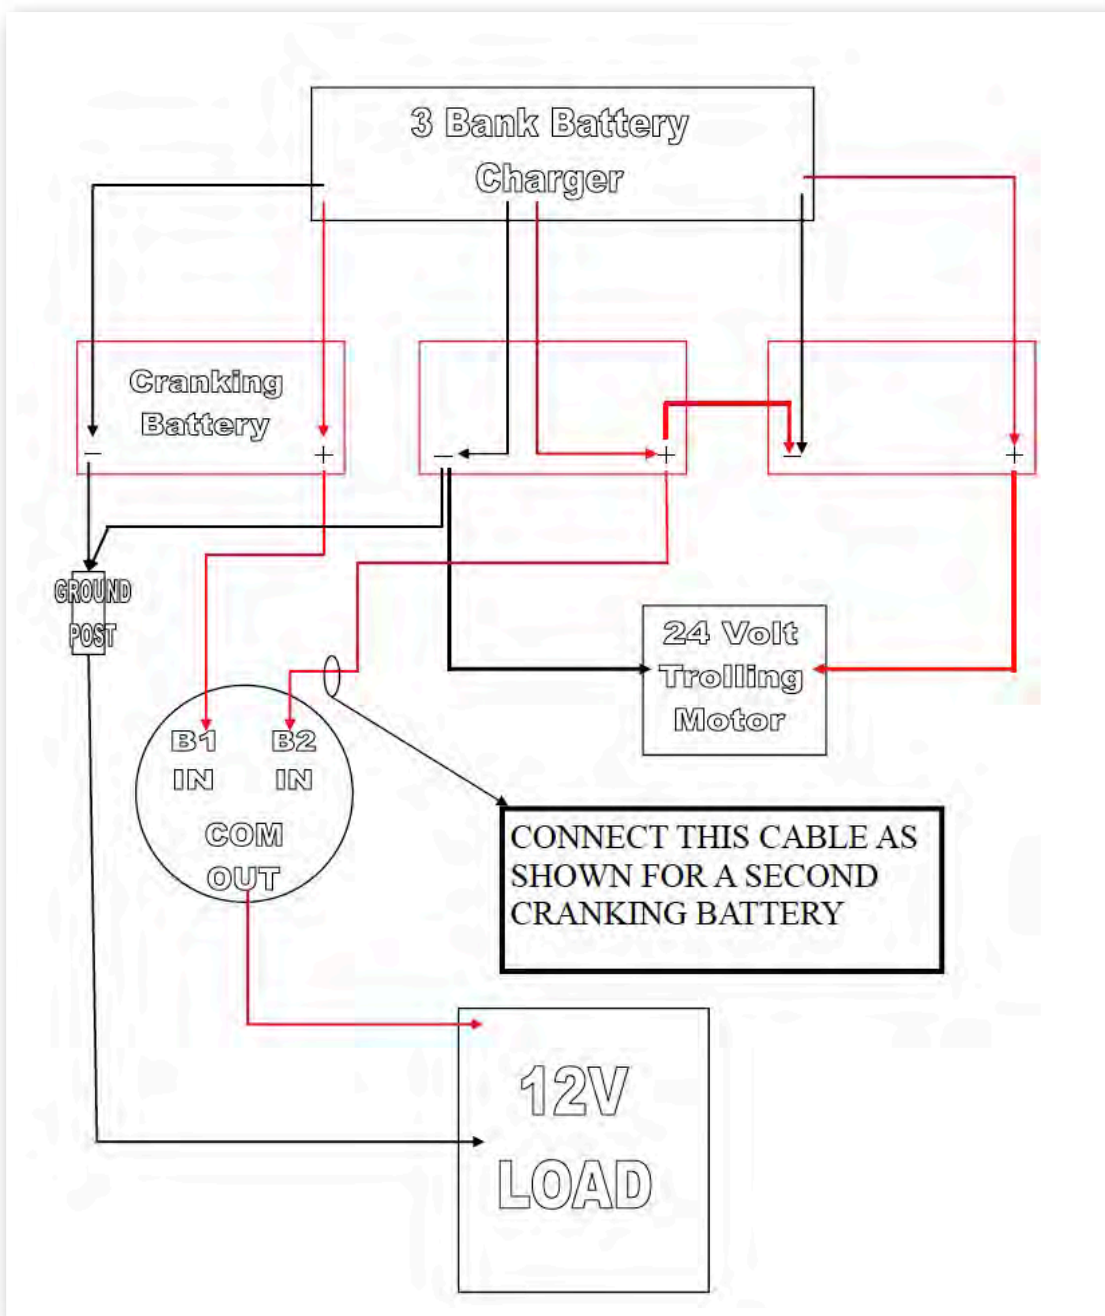 3 Bank Battery
Charger
Cranking
Battery
− +
− +
− +
GROUND
POST
24 Volt
Trolling
Motor
B1 B2
IN IN
COM
OUT
CONNECT THIS CABLE AS
SHOWN FOR A SECOND
CRANKING BATTERY
12V
LOAD